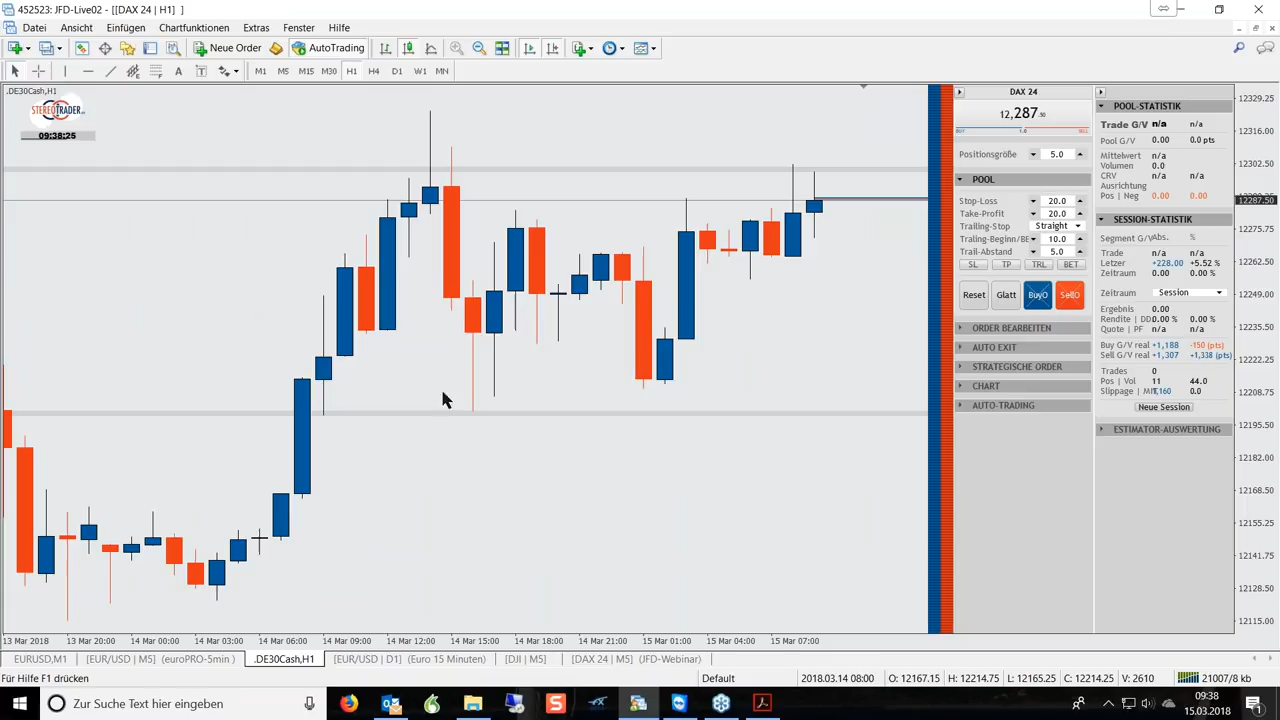 452523: JFD-Live02 - [[DAX 24 | H1] ]
Datei Ansicht Einfügen Chartfunktionen Extras Fenster Hilfe
Neue Order AutoTrading
A T
M1 M5 M15 M30 H1 H4 D1 W1 MN
.DE30Cash,H1
STEREOTRADER
09:38:25
DAX 24
12,287.50
BUY 1.0 SELL
Positionsgröße 5.0
POOL
Stop-Loss 20.0
Take-Profit 20.0
Trailing-Stop Straight
Traling-Beginn/BE 10.0
Trail-Abstand 5.0
SL TP TRL BET
Reset Glatt BuyO SellO
ORDER BEARBEITEN
AUTO EXIT
STRATEGISCHE ORDER
CHART
AUTO-TRADING
POOL-STATISTIK
Trade G/V n/a n/a
Pool G/V 0.00 0.0 pts
Mittelwert n/a
Volumen 0.0
CRV n/a
Ausrichtung
Pos | Neg 0.00 0.00
SESSION-STATISTIK
Segment G/V Abs. %
Trade n/a n/a
Letzer +228.00 +5.52 %
Zeitraum 0.00 0.00 %
Zeitraum Session
Ergebnis 0.00
Rendite | DD 0.00 % 0.00 %
Quote | PF n/a n/a
Buy G/V real +1,188 -150 (pts)
Sell G/V real +1,307 +1,338 (pts)
Trades 0
Pos | Vol 11 44.0
Slippage | 1,160 0.0
Neue Session
ESTIMATOR-AUSWERTUNG
12329.25
12316.00
12302.50
12287.50
12275.75
12262.50
12249.00
12235.75
12222.25
12208.75
12195.50
12182.00
12168.50
12155.25
12141.75
12128.50
12115.00
13 Mar 2018 13 Mar 20:00 14 Mar 00:00 14 Mar 03:00 14 Mar 06:00 14 Mar 09:00 14 Mar 12:00 14 Mar 15:00 14 Mar 18:00 14 Mar 21:00 15 Mar 01:00 15 Mar 04:00 15 Mar 07:00
EURUSD,M1 [EUR/USD | M5] (euroPRO-5min ) .DE30Cash,H1 [EUR/USD | D1] (Euro 15 Minuten) [DJI | M5] [DAX 24 | M5] (JFD-Webinar)
Für Hilfe F1 drücken Default 2018.03.14 08:00 O: 12167.15 H: 12214.75 L: 12165.25 C: 12214.25 V: 2610 21007/8 kb
Zur Suche Text hier eingeben 09:38
15.03.2018